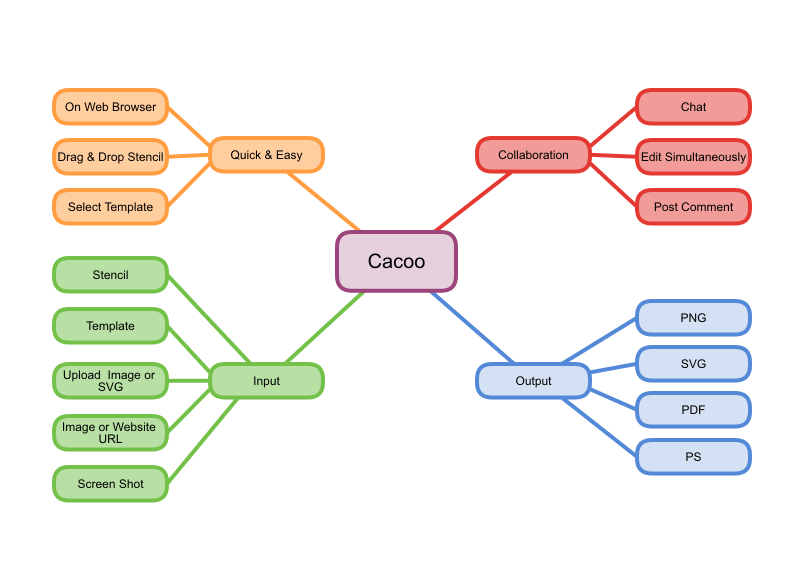 On Web Browser
Drag & Drop Stencil
Select Template
Quick & Easy
Collaboration
Chat
Edit Simultaneously
Post Comment
Cacoo
Stencil
Template
Upload  Image or
SVG
Image or Website
URL
Screen Shot
Input
Output
PNG
SVG
PDF
PS